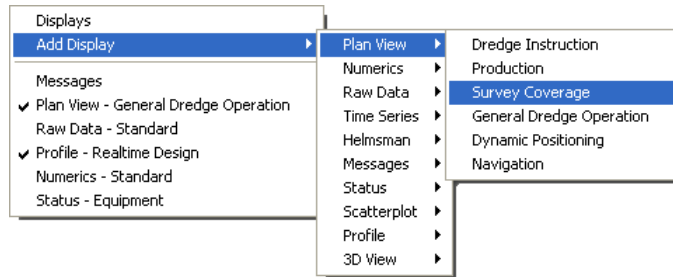 Displays
Add Display
Messages
Plan View - General Dredge Operation
Raw Data - Standard
Profile - Realtime Design
Numerics - Standard
Status - Equipment
Plan View
Numerics
Raw Data
Time Series
Helmsman
Messages
Status
Scatterplot
Profile
3D View
Dredge Instruction
Production
Survey Coverage
General Dredge Operation
Dynamic Positioning
Navigation